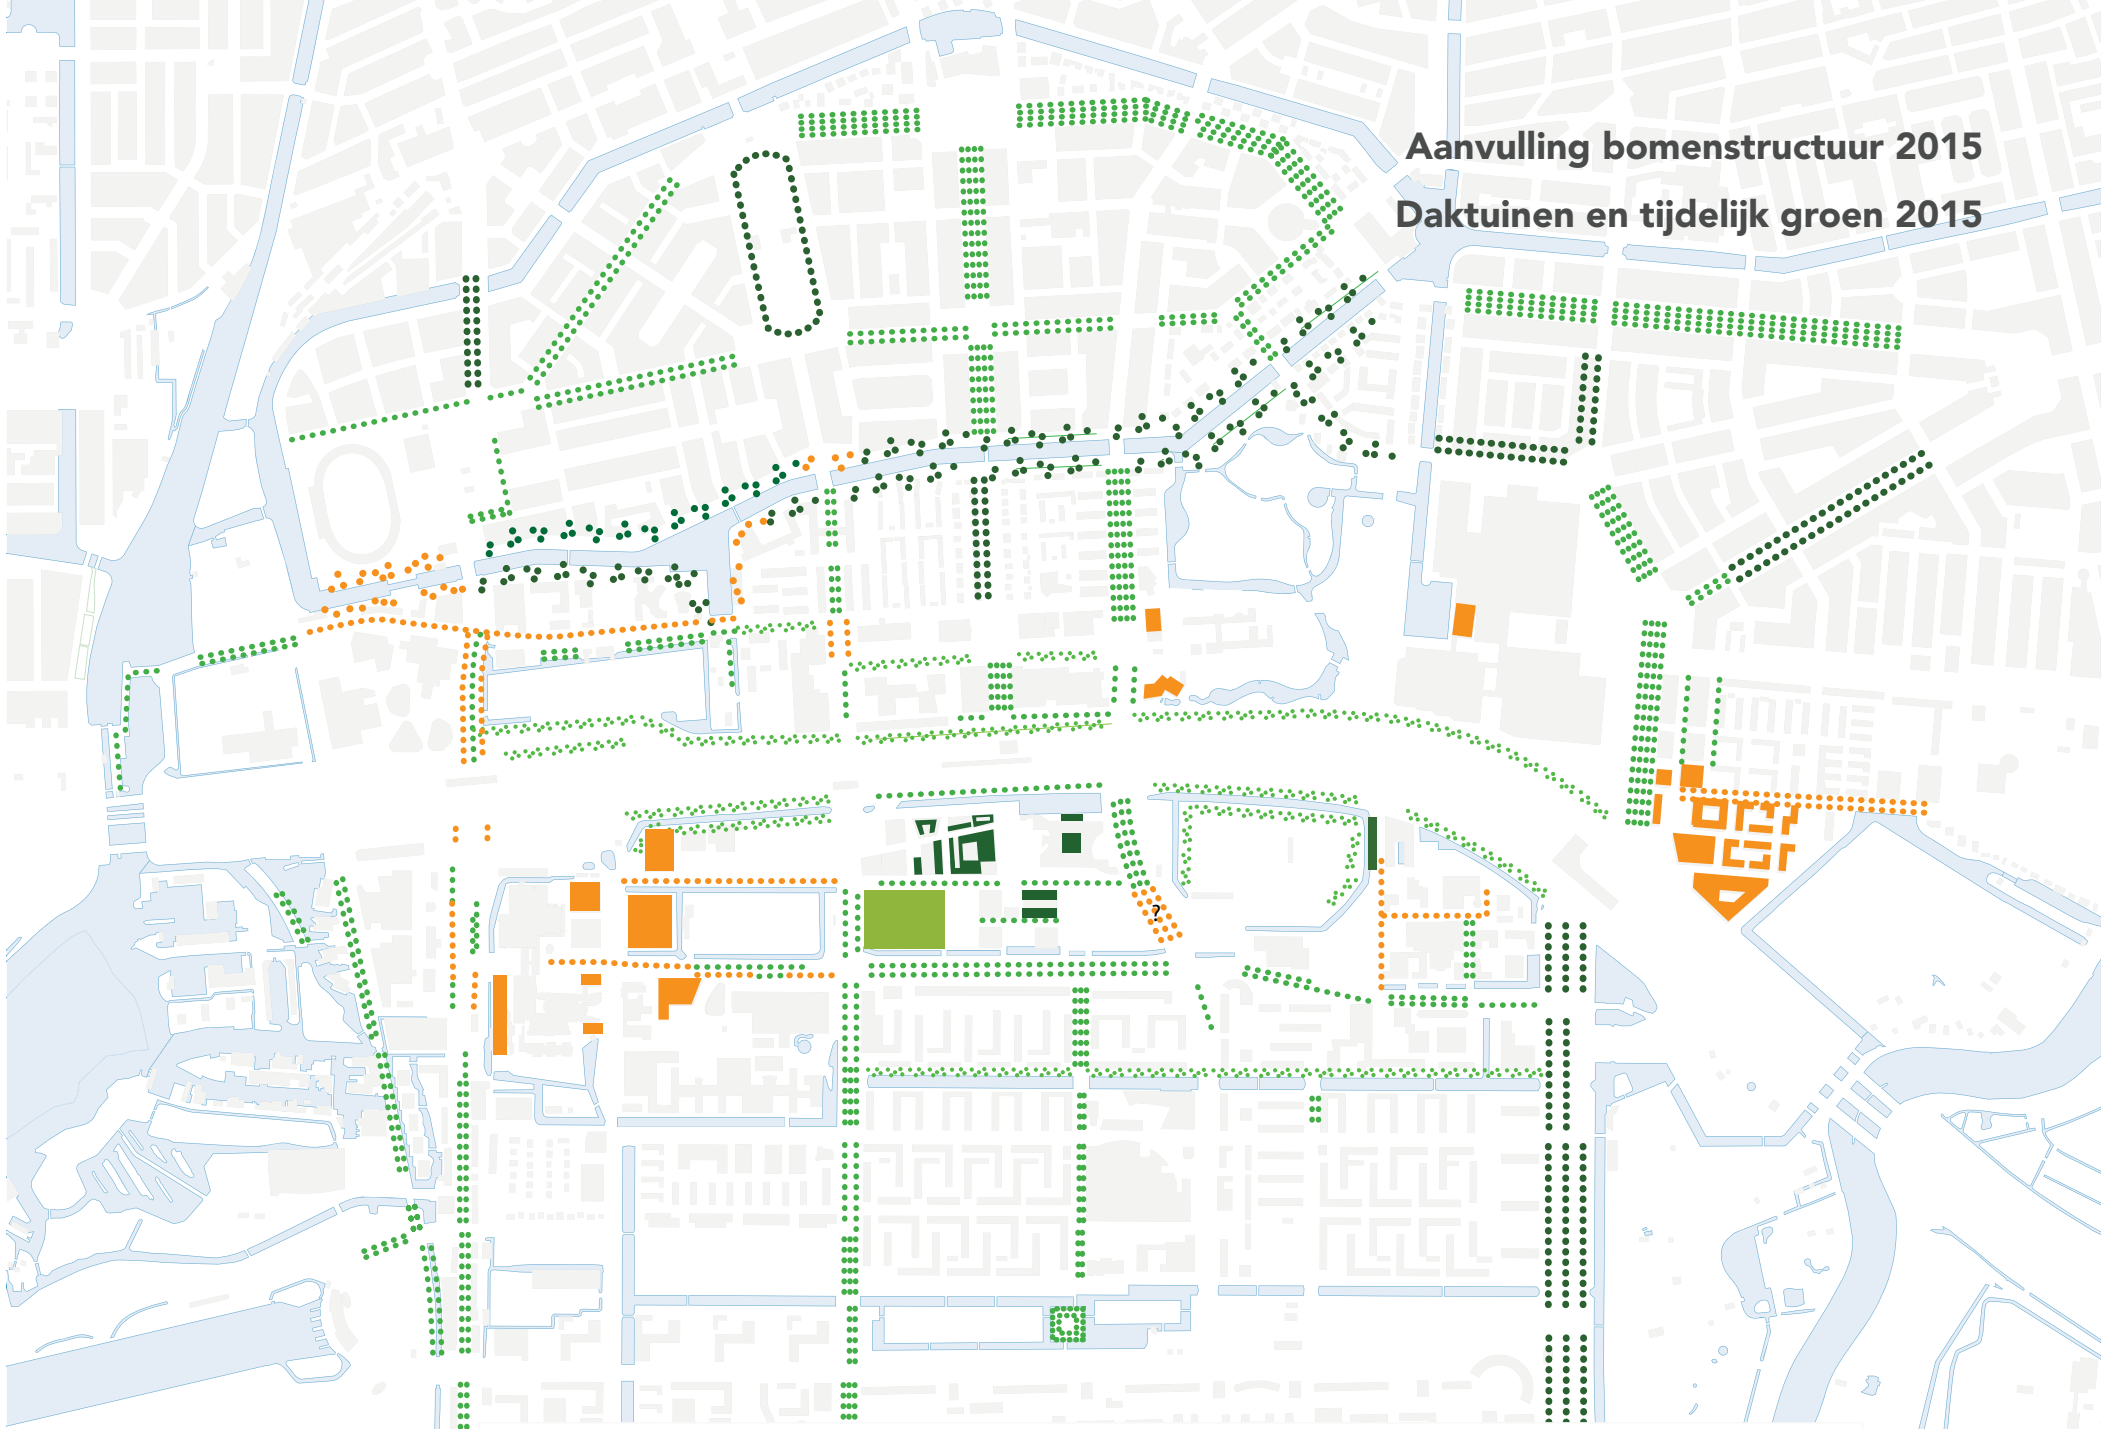 Aanvulling bomenstructuur 2015
Daktuinen en tijdelijk groen 2015
?